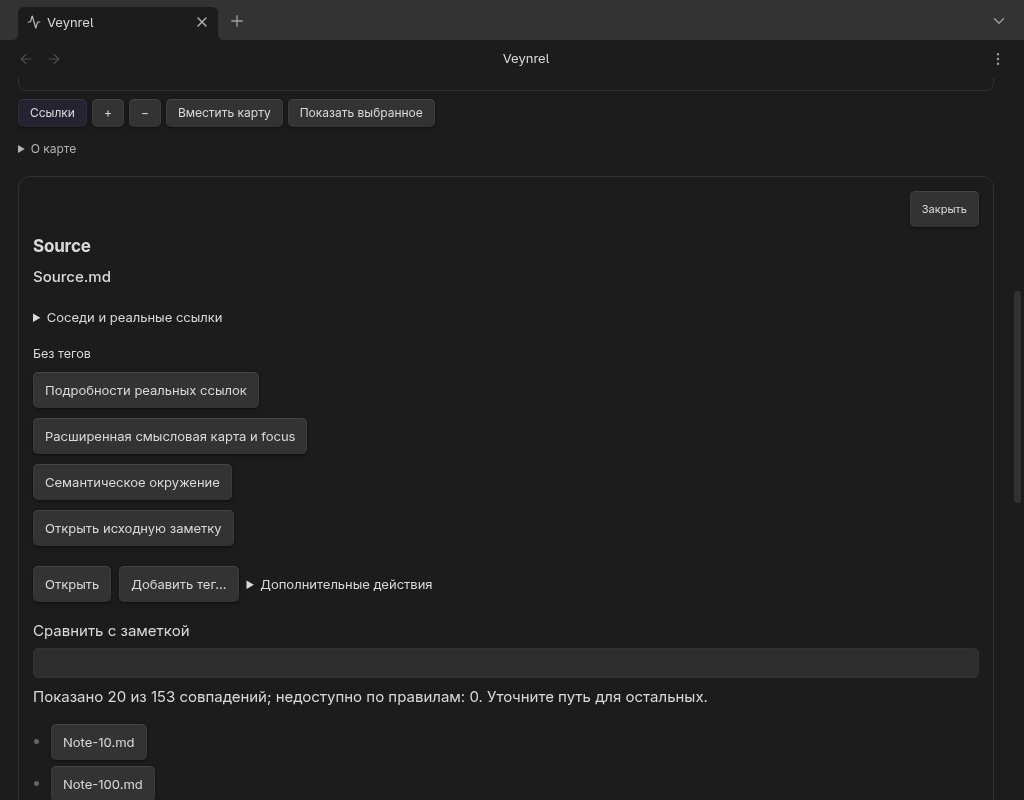 Veynrel
Veynrel
Ссылки + − Вместить карту Показать выбранное
О карте
Закрыть
Source
Source.md
Соседи и реальные ссылки
Без тегов
Подробности реальных ссылок
Расширенная смысловая карта и focus
Семантическое окружение
Открыть исходную заметку
Открыть Добавить тег... Дополнительные действия
Сравнить с заметкой
Показано 20 из 153 совпадений; недоступно по правилам: 0. Уточните путь для остальных.
Note-10.md
Note-100.md